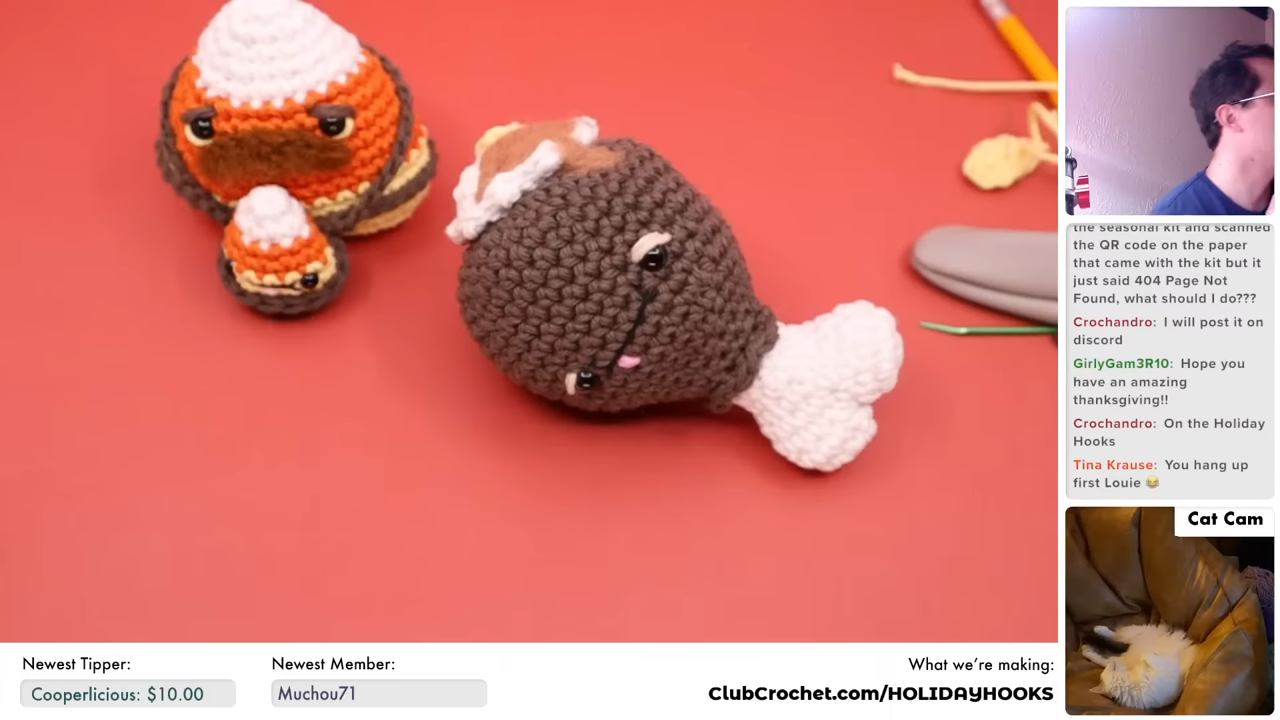 the seasonal kit and scanned
the QR code on the paper
that came with the kit but it
just said 404 Page Not
Found, what should I do???
Crochandro: I will post it on
discord
GirlyGam3R10: Hope you
have an amazing
thanksgiving!!
Crochandro: On the Holiday
Hooks
Tina Krause: You hang up
first Louie 😂
Cat Cam
Newest Tipper:
Cooperlicious: $10.00
Newest Member:
Muchou71
What we're making:
ClubCrochet.com/HOLIDAYHOOKS